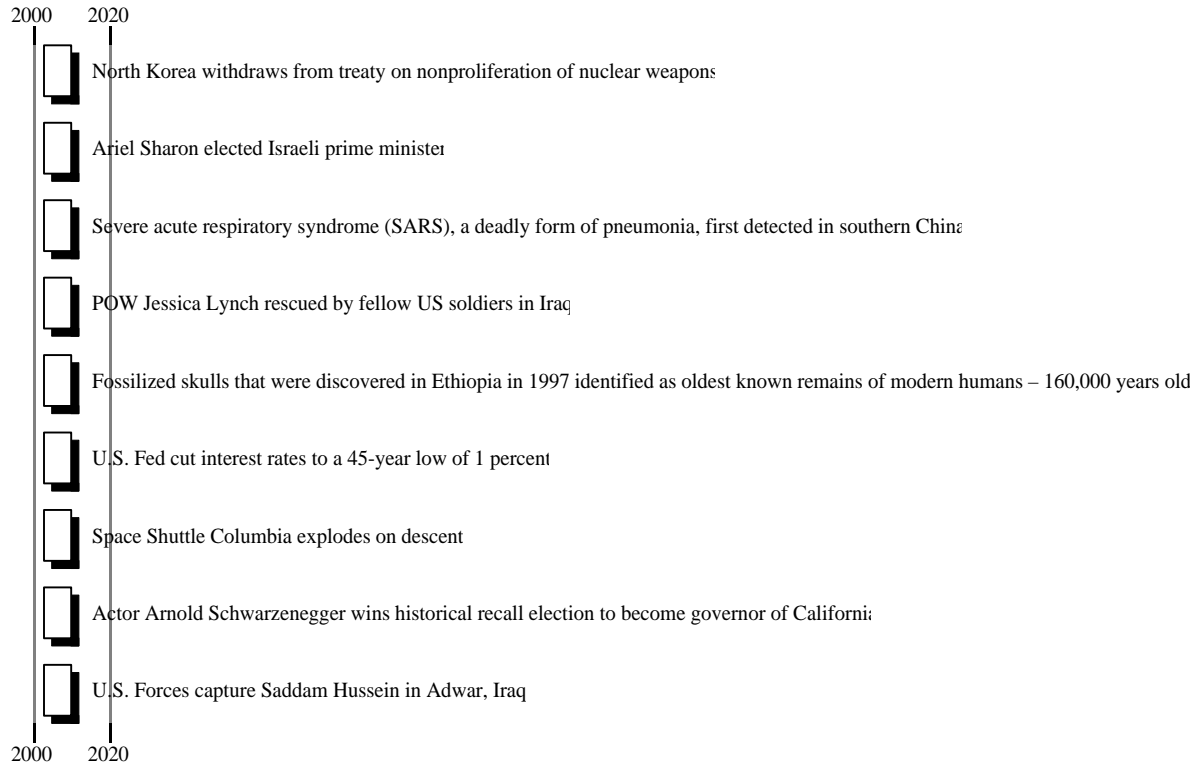 2000 2020
North Korea withdraws from treaty on nonproliferation of nuclear weapons
Ariel Sharon elected Israeli prime minister
Severe acute respiratory syndrome (SARS), a deadly form of pneumonia, first detected in southern China
POW Jessica Lynch rescued by fellow US soldiers in Iraq
Fossilized skulls that were discovered in Ethiopia in 1997 identified as oldest known remains of modern humans – 160,000 years old
U.S. Fed cut interest rates to a 45-year low of 1 percent
Space Shuttle Columbia explodes on descent
Actor Arnold Schwarzenegger wins historical recall election to become governor of California
U.S. Forces capture Saddam Hussein in Adwar, Iraq
2000 2020